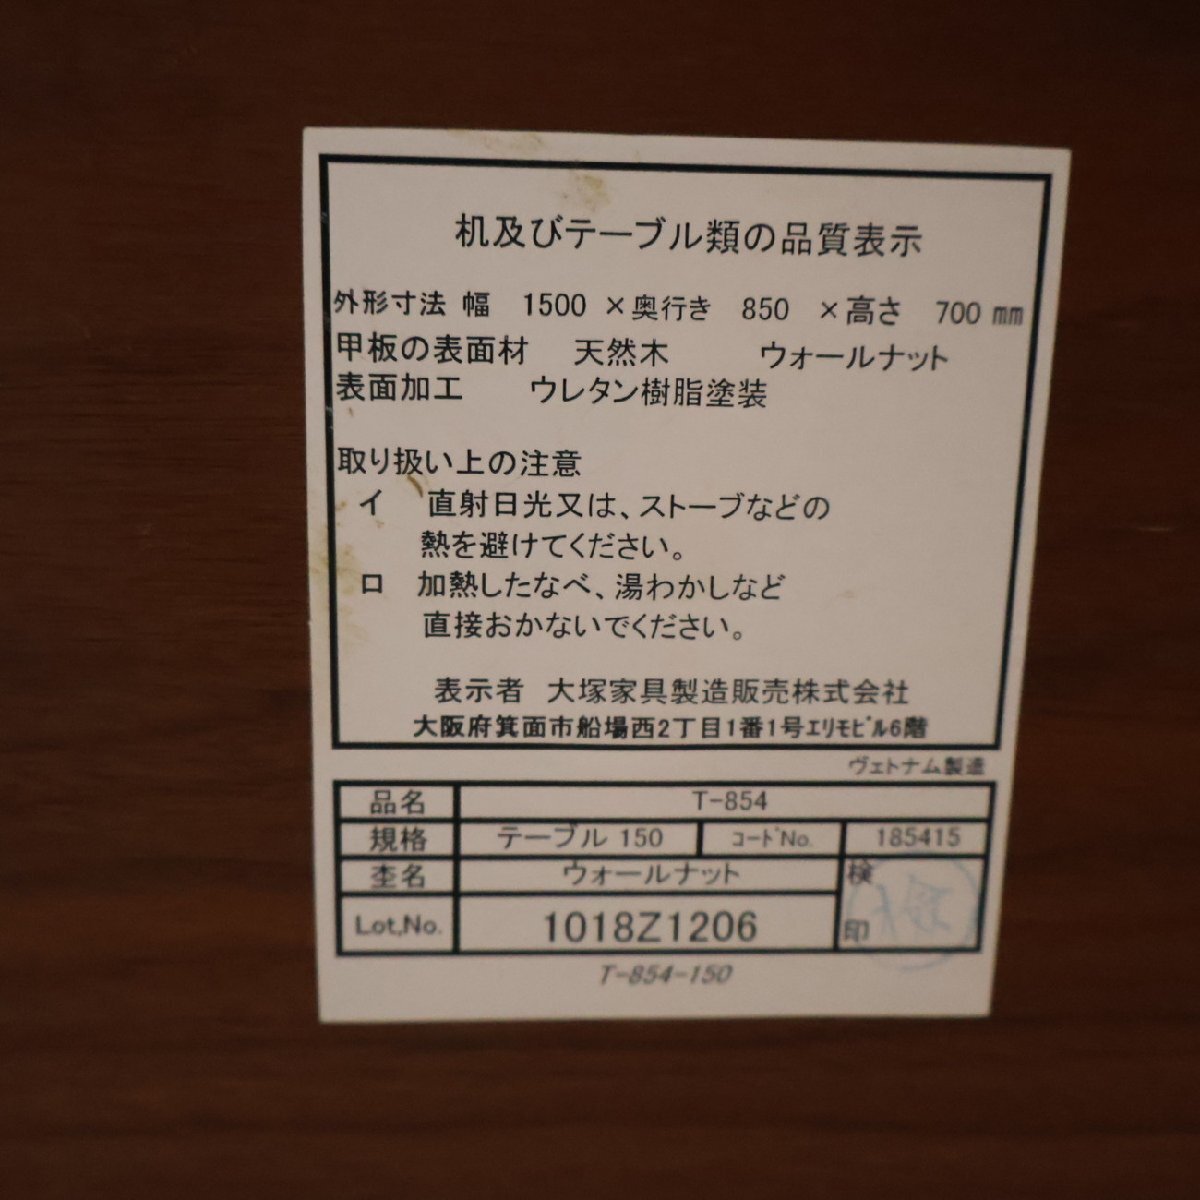 机及びテーブル類の品質表示
外形寸法 幅 1500 ×奥行き 850 ×高さ 700 mm
甲板の表面材 天然木 ウォールナット
表面加工 ウレタン樹脂塗装
取り扱い上の注意
イ 直射日光又は、ストーブなどの
熱を避けてください。
ロ 加熱したなべ、湯わかしなど
直接おかないでください。
表示者 大塚家具製造販売株式会社
大阪府箕面市船場西2丁目1番1号エリモビル6階
ヴェトナム製造
品名 T-854
規格 テーブル 150 コードNo. 185415
杢名 ウォールナット 検
Lot,No. 1018Z1206 印
T-854-150